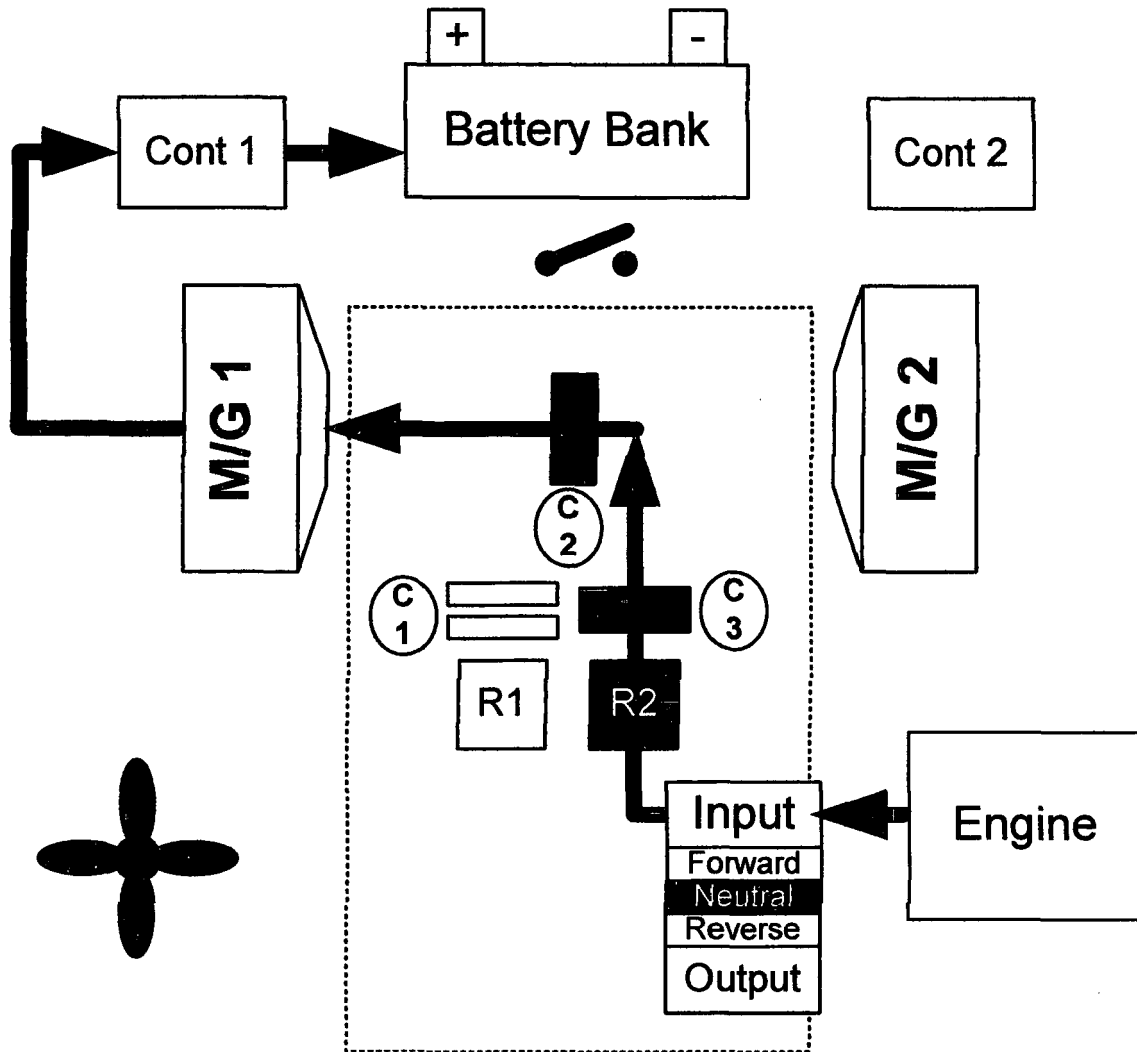 +
-
Battery Bank
Cont 1
Cont 2
M/G 1
M/G 2
C
2
C
1
C
3
R1
R2
Input
Forward
Neutral
Reverse
Output
Engine